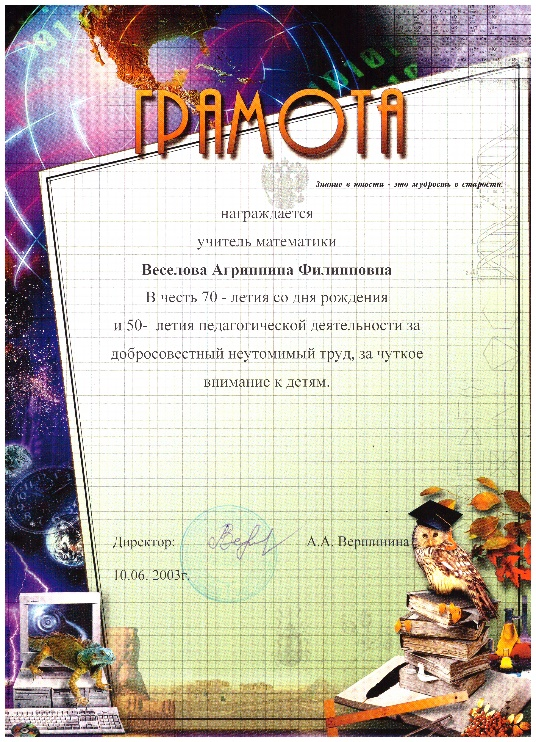 ГРАМОТА
Знание в юности - это мудрость в старости.
награждается
учитель математики
Веселова Агриппина Филипповна
В честь 70 - летия со дня рождения
и 50- летия педагогической деятельности за
добросовестный неутомимый труд, за чуткое
внимание к детям.
Директор: А.А. Вершинина
10.06. 2003г.